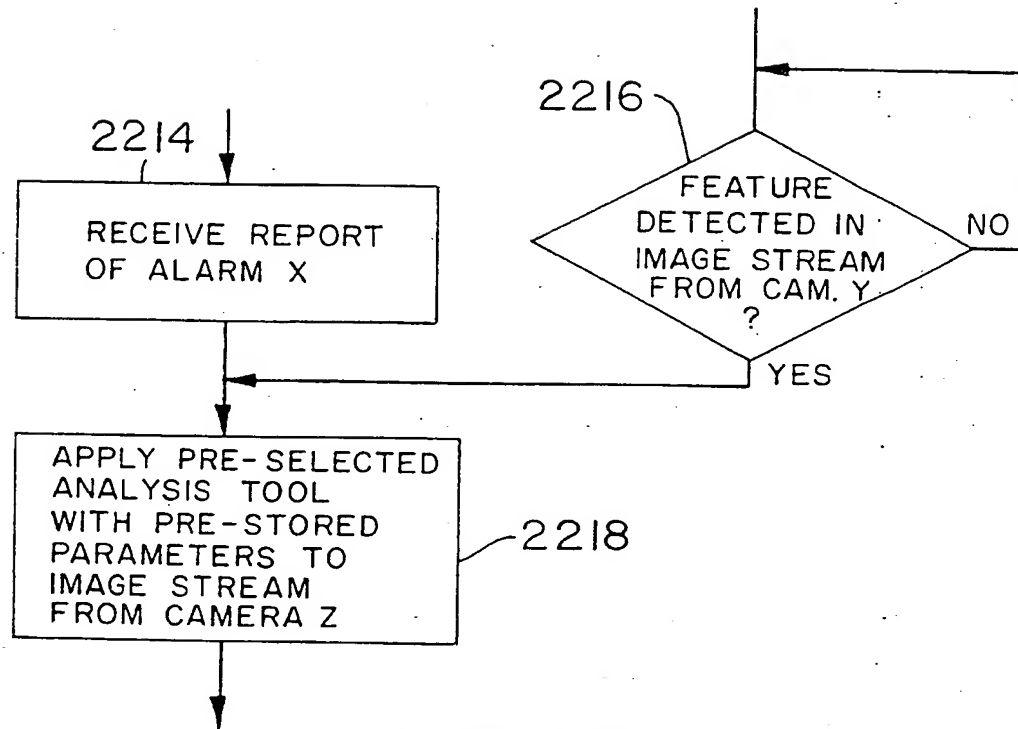 2214
RECEIVE REPORT
OF ALARM X
2216
FEATURE
DETECTED IN
IMAGE STREAM
FROM CAM. Y
?
NO
YES
APPLY PRE-SELECTED
ANALYSIS TOOL
WITH PRE-STORED
PARAMETERS TO
IMAGE STREAM
FROM CAMERA Z
2218